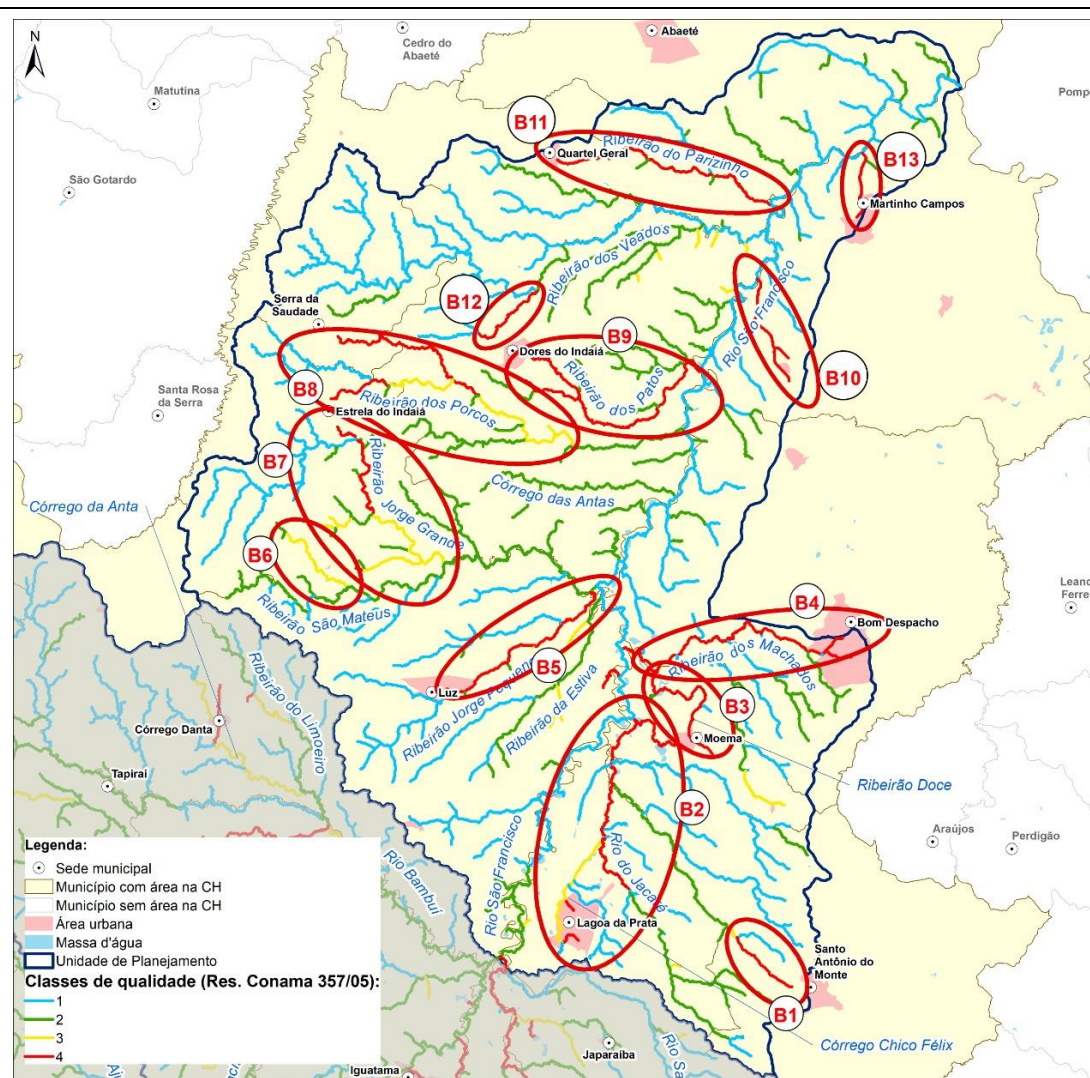 N
Abaeté
Cedro do
Abaeté
Matutina
São Gotardo
B11
Quartel Geral
Ribeirão do Parizinho
B13
Martinho Campos
Ribeirão dos Veados
Rio São Francisco
Serra da
Saudade
B12
Dores do Indaiá
B9
Ribeirão dos Patos
B10
Santa Rosa
da Serra
B8
Ribeirão dos Porcos
Estrela do Indaiá
B7
Ribeirão Jorge Grande
Córrego das Antas
Córrego da Anta
B6
Ribeirão São Mateus
B4
Bom Despacho
Ribeirão dos Machados
B5
Luz
Ribeirão da Estiva
B3
Moema
Ribeirão do Limoeiro
Córrego Danta
Tapiraí
Ribeirão Doce
B2
Araújos
Perdigão
Rio São Francisco
Rio do Jacaré
Rio Bambuí
Lagoa da Prata
Santo
Antônio do
Monte
B1
Córrego Chico Félix
Japaraíba
Iguatama
Legenda:
Sede municipal
Município com área na CH
Município sem área na CH
Área urbana
Massa d'água
Unidade de Planejamento
Classes de qualidade (Res. Conama 357/05):
1
2
3
4